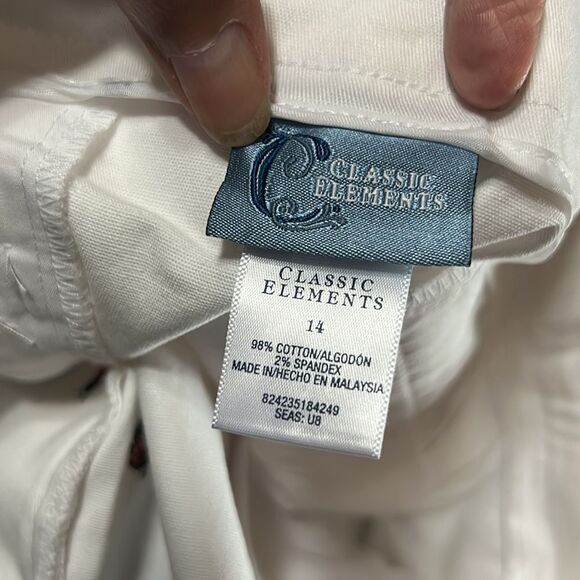 CLASSIC
ELEMENTS
CLASSIC
ELEMENTS
14
98% COTTON/ALGODÓN
2% SPANDEX
MADE IN/HECHO EN MALAYSIA
824235184249
SEAS: U8